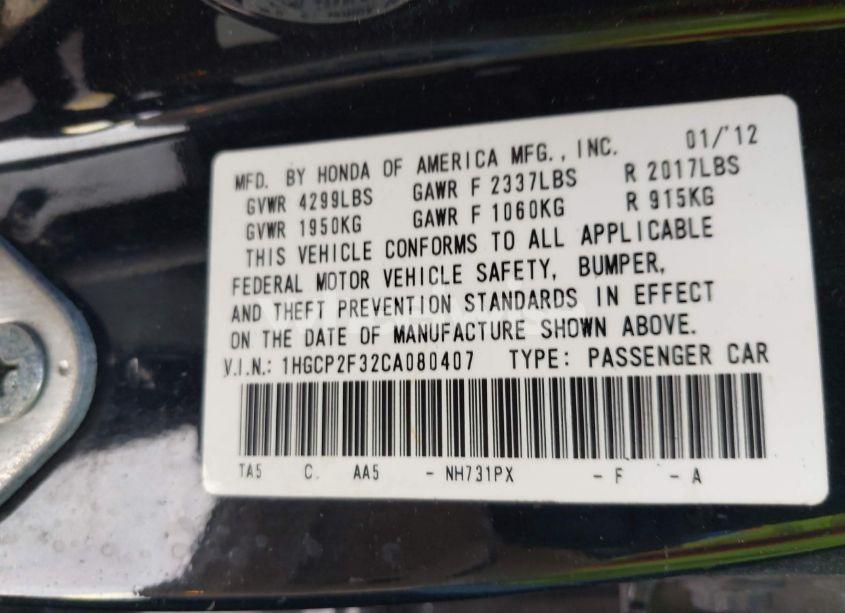 MFD. BY HONDA OF AMERICA MFG., INC. 01/'12
GVWR 4299LBS GAWR F 2337LBS R 2017LBS
GVWR 1950KG GAWR F 1060KG R 915KG
THIS VEHICLE CONFORMS TO ALL APPLICABLE
FEDERAL MOTOR VEHICLE SAFETY, BUMPER,
AND THEFT PREVENTION STANDARDS IN EFFECT
ON THE DATE OF MANUFACTURE SHOWN ABOVE.
V.I.N.: 1HGCP2F32CA080407 TYPE: PASSENGER CAR
TA5 C. AA5 - NH731PX - F - A